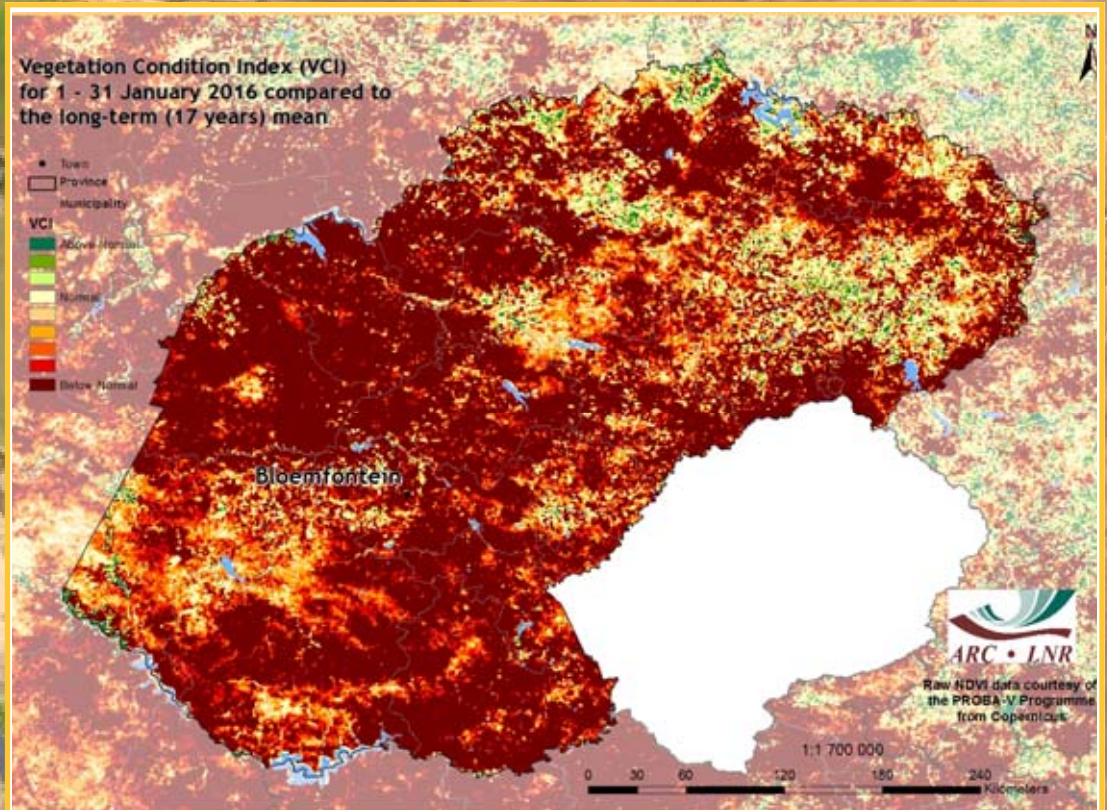 Vegetation Condition Index (VCI)
for 1 - 31 January 2016 compared to
the long-term (17 years) mean
N
Town
Province
Municipality
VCI
Above Normal
Normal
Below Normal
Bloemfontein
ARC • LNR
Raw NDVI data courtesy of
the PROBA-V Programme
from Copernicus
1:1 700 000
0 30 60 120 180 240
Kilometers